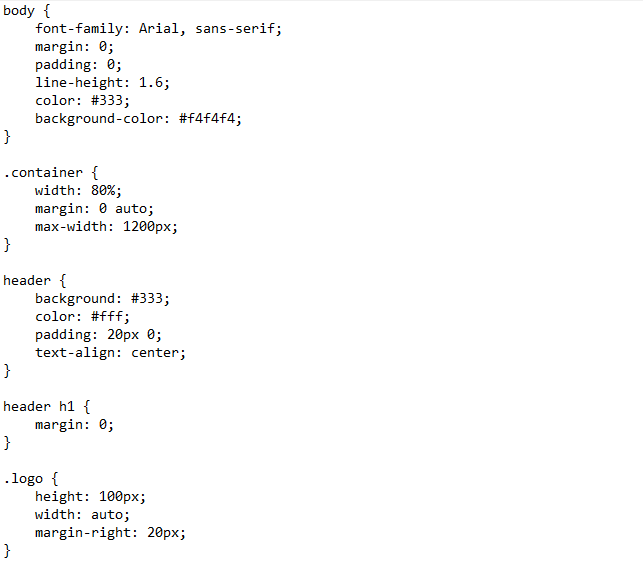 body {
    font-family: Arial, sans-serif;
    margin: 0;
    padding: 0;
    line-height: 1.6;
    color: #333;
    background-color: #f4f4f4;
}

.container {
    width: 80%;
    margin: 0 auto;
    max-width: 1200px;
}

header {
    background: #333;
    color: #fff;
    padding: 20px 0;
    text-align: center;
}

header h1 {
    margin: 0;
}

.logo {
    height: 100px;
    width: auto;
    margin-right: 20px;
}